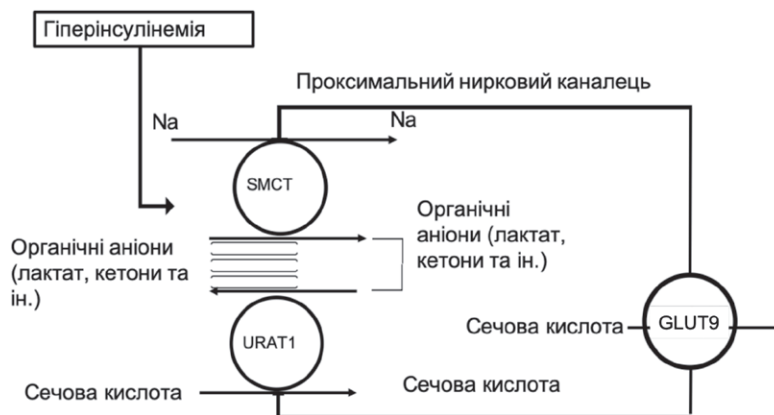 Гіперінсулінемія
Проксимальний нирковий каналець
Na
Na
SMCT
Органічні
аніони (лактат,
кетони та ін.)
Органічні аніони
(лактат, кетони та
ін.)
URAT1
Сечова кислота
GLUT9
Сечова кислота
Сечова кислота